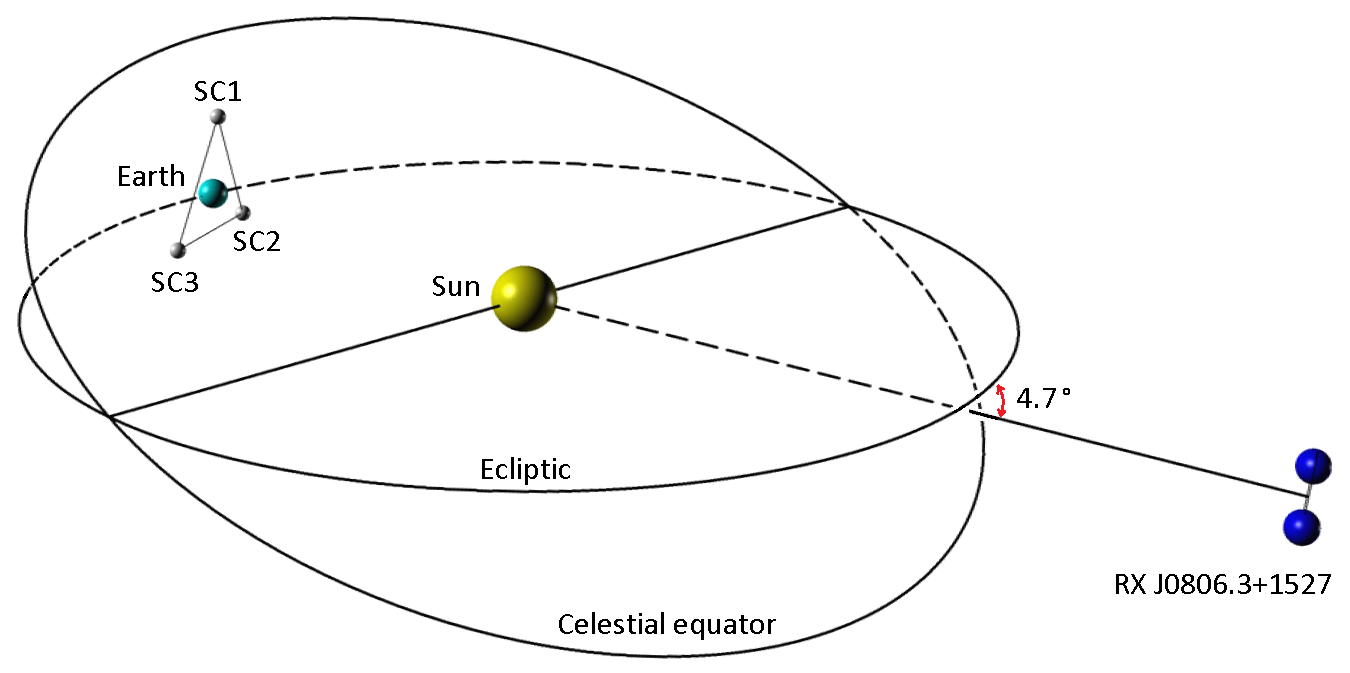 SC1
Earth
SC2
SC3
Sun
4.7°
Ecliptic
RX J0806.3+1527
Celestial equator